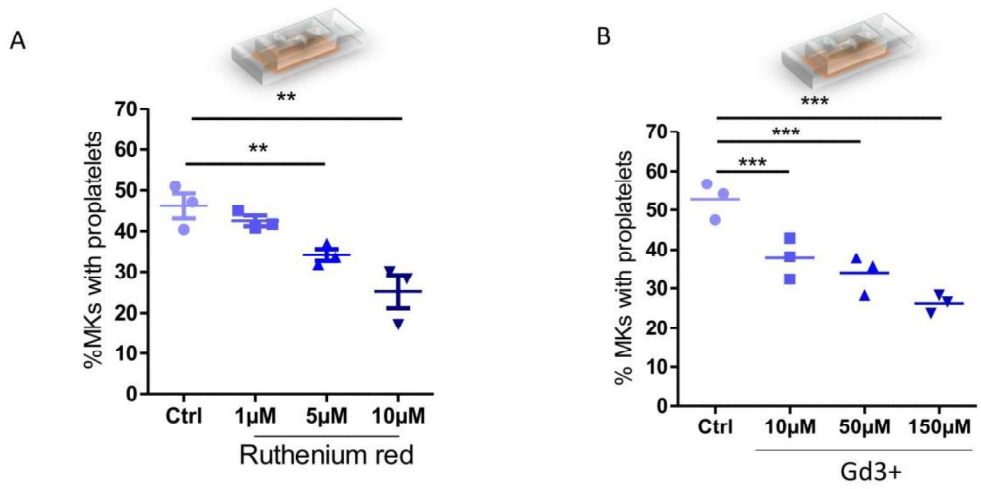 A
**
**
%MKs with proplatelets
70
60
50
40
30
20
10
0
Ctrl 1µM 5µM 10µM
Ruthenium red
B
***
***
***
% MKs with proplatelets
70
60
50
40
30
20
10
0
Ctrl 10µM 50µM 150µM
Gd3+